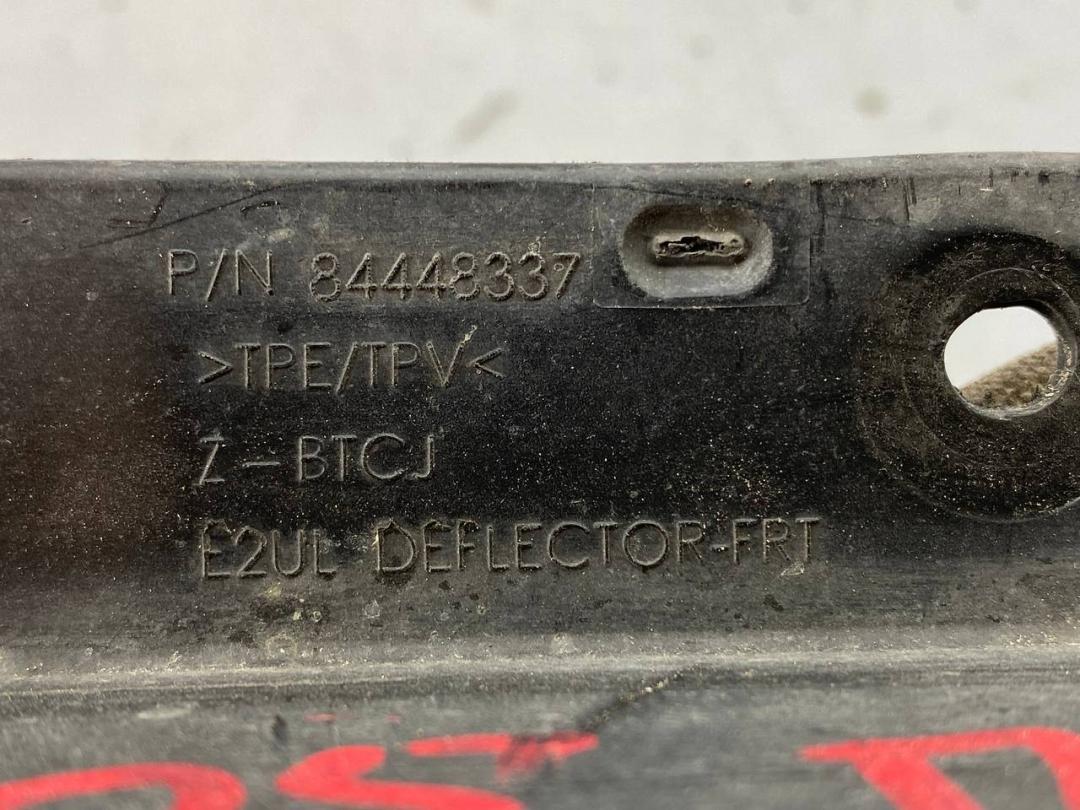 P/N 84448337
>TPE/TPV<
Z-BTCJ
E2UL DEFLECTOR-FRT